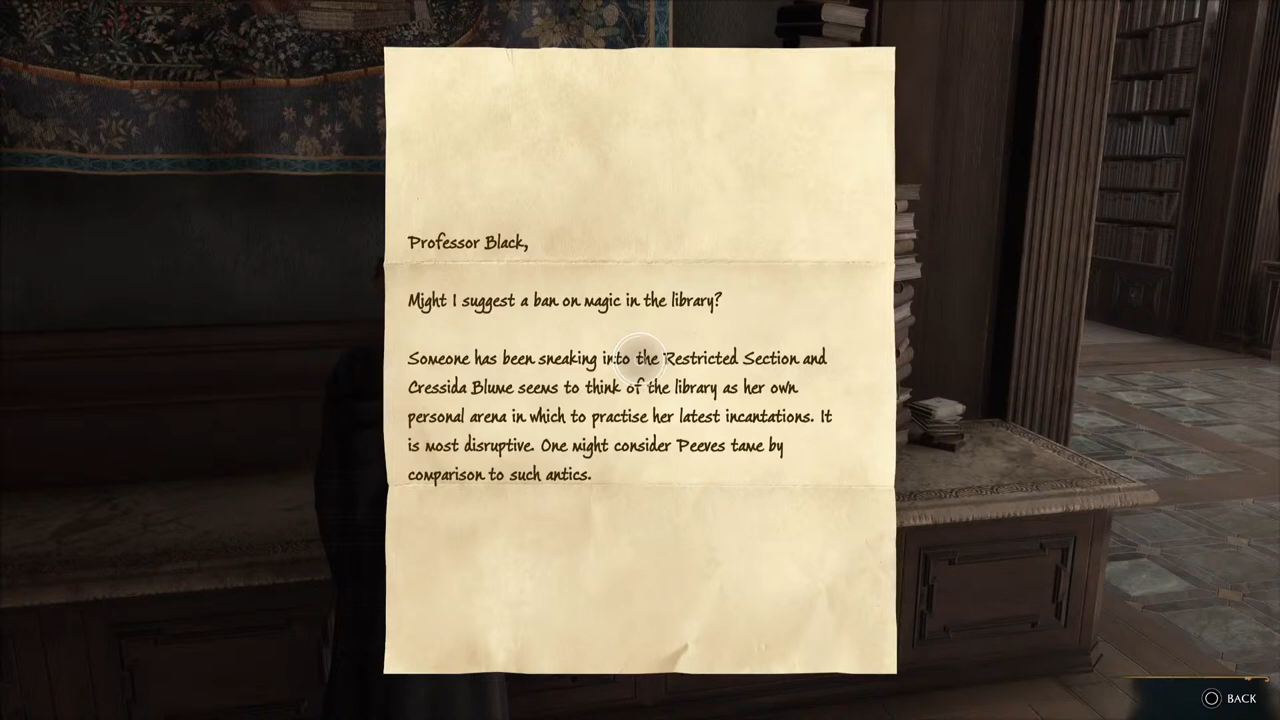 Professor Black,
Might I suggest a ban on magic in the library?
Someone has been sneaking into the Restricted Section and
Cressida Blume seems to think of the library as her own
personal arena in which to practise her latest incantations. It
is most disruptive. One might consider Peeves tame by
comparison to such antics.
BACK